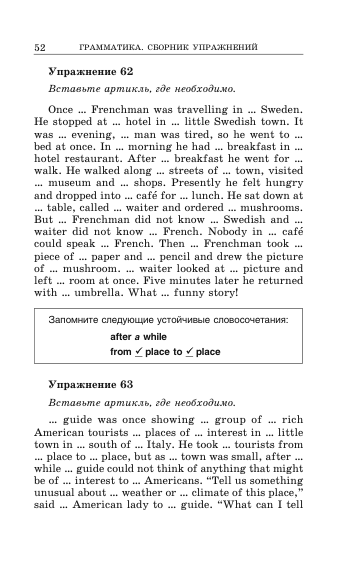 52 ГРАММАТИКА. СБОРНИК УПРАЖНЕНИЙ
Упражнение 62
Вставьте артикль, где необходимо.
Once ... Frenchman was travelling in ... Sweden.
He stopped at ... hotel in ... little Swedish town. It
was ... evening, ... man was tired, so he went to ...
bed at once. In ... morning he had ... breakfast in ...
hotel restaurant. After ... breakfast he went for ...
walk. He walked along ... streets of ... town, visited
... museum and ... shops. Presently he felt hungry
and dropped into ... café for ... lunch. He sat down at
... table, called ... waiter and ordered ... mushrooms.
But ... Frenchman did not know ... Swedish and ...
waiter did not know ... French. Nobody in ... café
could speak ... French. Then ... Frenchman took ...
piece of ... paper and ... pencil and drew the picture
of ... mushroom. ... waiter looked at ... picture and
left ... room at once. Five minutes later he returned
with ... umbrella. What ... funny story!
Запомните следующие устойчивые словосочетания:
after a while
from ✓ place to ✓ place
Упражнение 63
Вставьте артикль, где необходимо.
... guide was once showing ... group of ... rich
American tourists ... places of ... interest in ... little
town in ... south of ... Italy. He took ... tourists from
... place to ... place, but as ... town was small, after ...
while ... guide could not think of anything that might
be of ... interest to ... Americans. “Tell us something
unusual about ... weather or ... climate of this place,”
said ... American lady to ... guide. “What can I tell